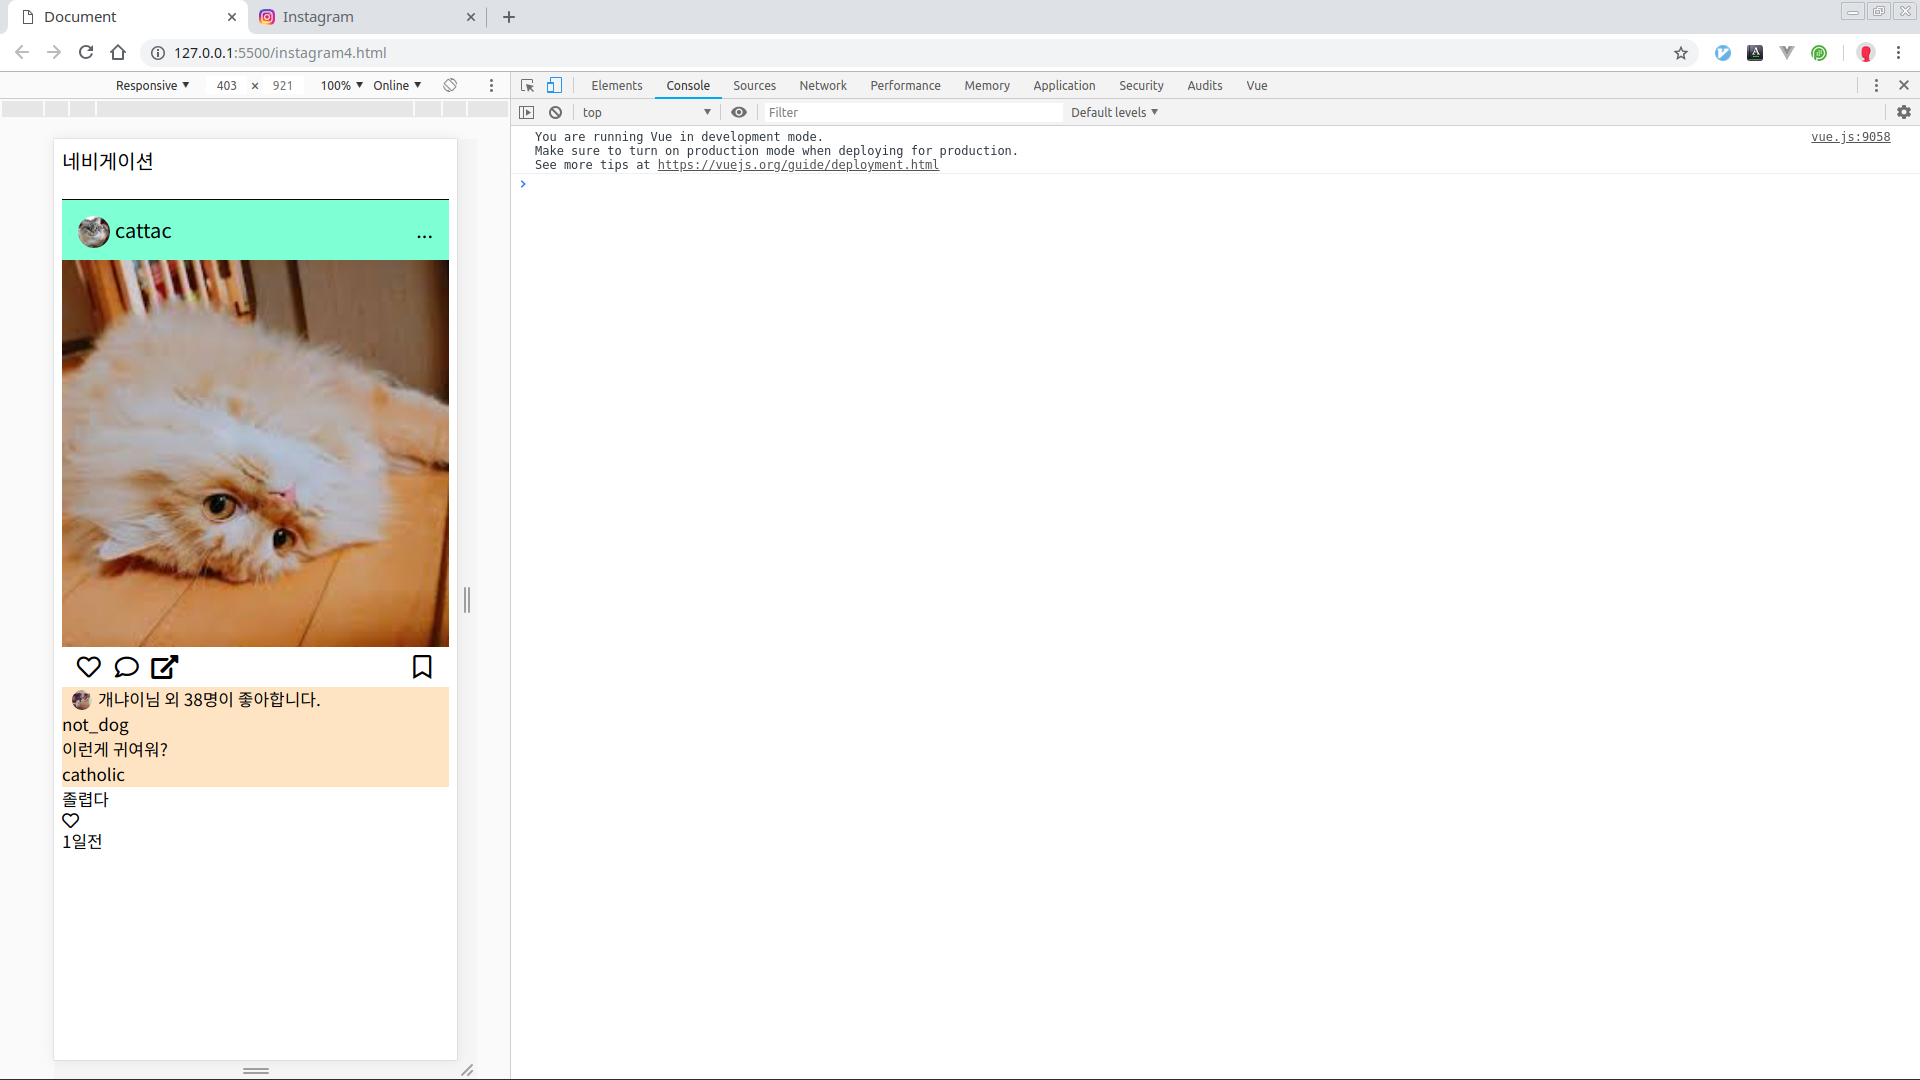 Document
Instagram
127.0.0.1:5500/instagram4.html
Responsive 403 × 921 100% Online
Elements Console Sources Network Performance Memory Application Security Audits Vue
top Filter Default levels
You are running Vue in development mode. vue.js:9058
Make sure to turn on production mode when deploying for production.
See more tips at https://vuejs.org/guide/deployment.html
네비게이션
cattac ...
개냐이님 외 38명이 좋아합니다.
not_dog
이런게 귀여워?
catholic
졸렵다
1일전